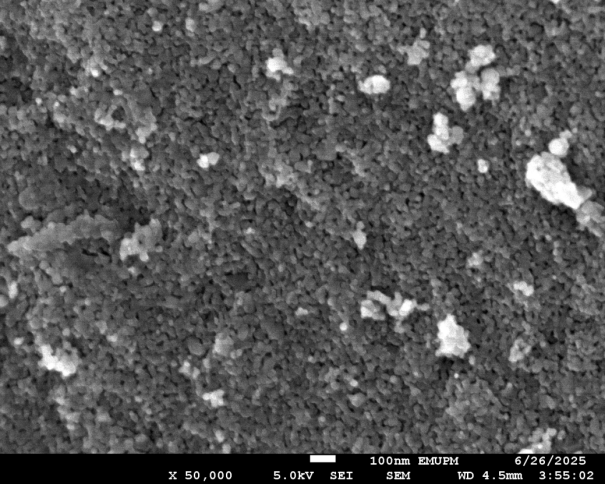 100nm EMUPM 6/26/2025
X 50,000 5.0kV SEI SEM WD 4.5mm 3:55:02